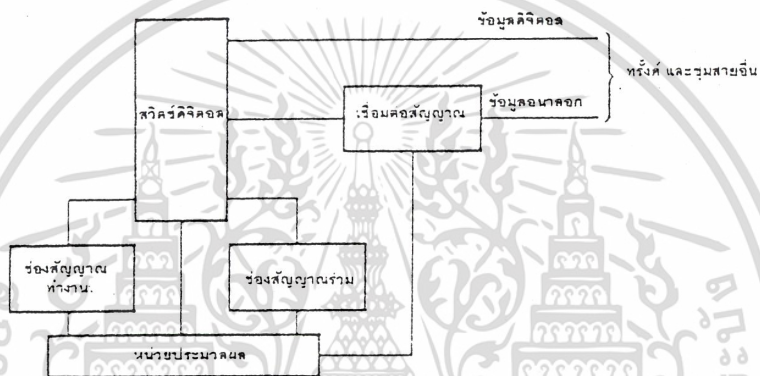 ข้อมูลดิจิตอล
ทรั้งค์ และชุมสายอื่น
สวิตช์ดิจิตอล
เชื่อมต่อสัญญาณ
ข้อมูลอนาลอก
ช่องสัญญาณ
ทำงาน.
ช่องสัญญาณร่วม
หน่วยประมวลผล